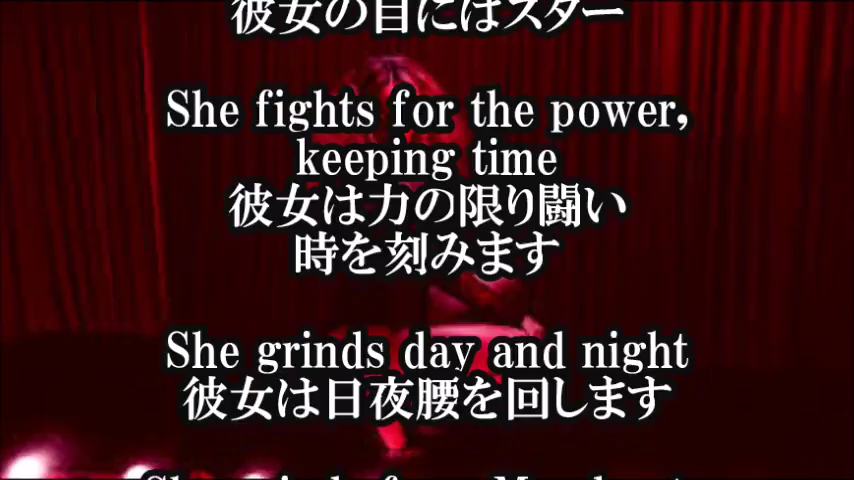 彼女の目にはスター
She fights for the power,
keeping time
彼女は力の限り闘い
時を刻みます
She grinds day and night
彼女は日夜腰を回します